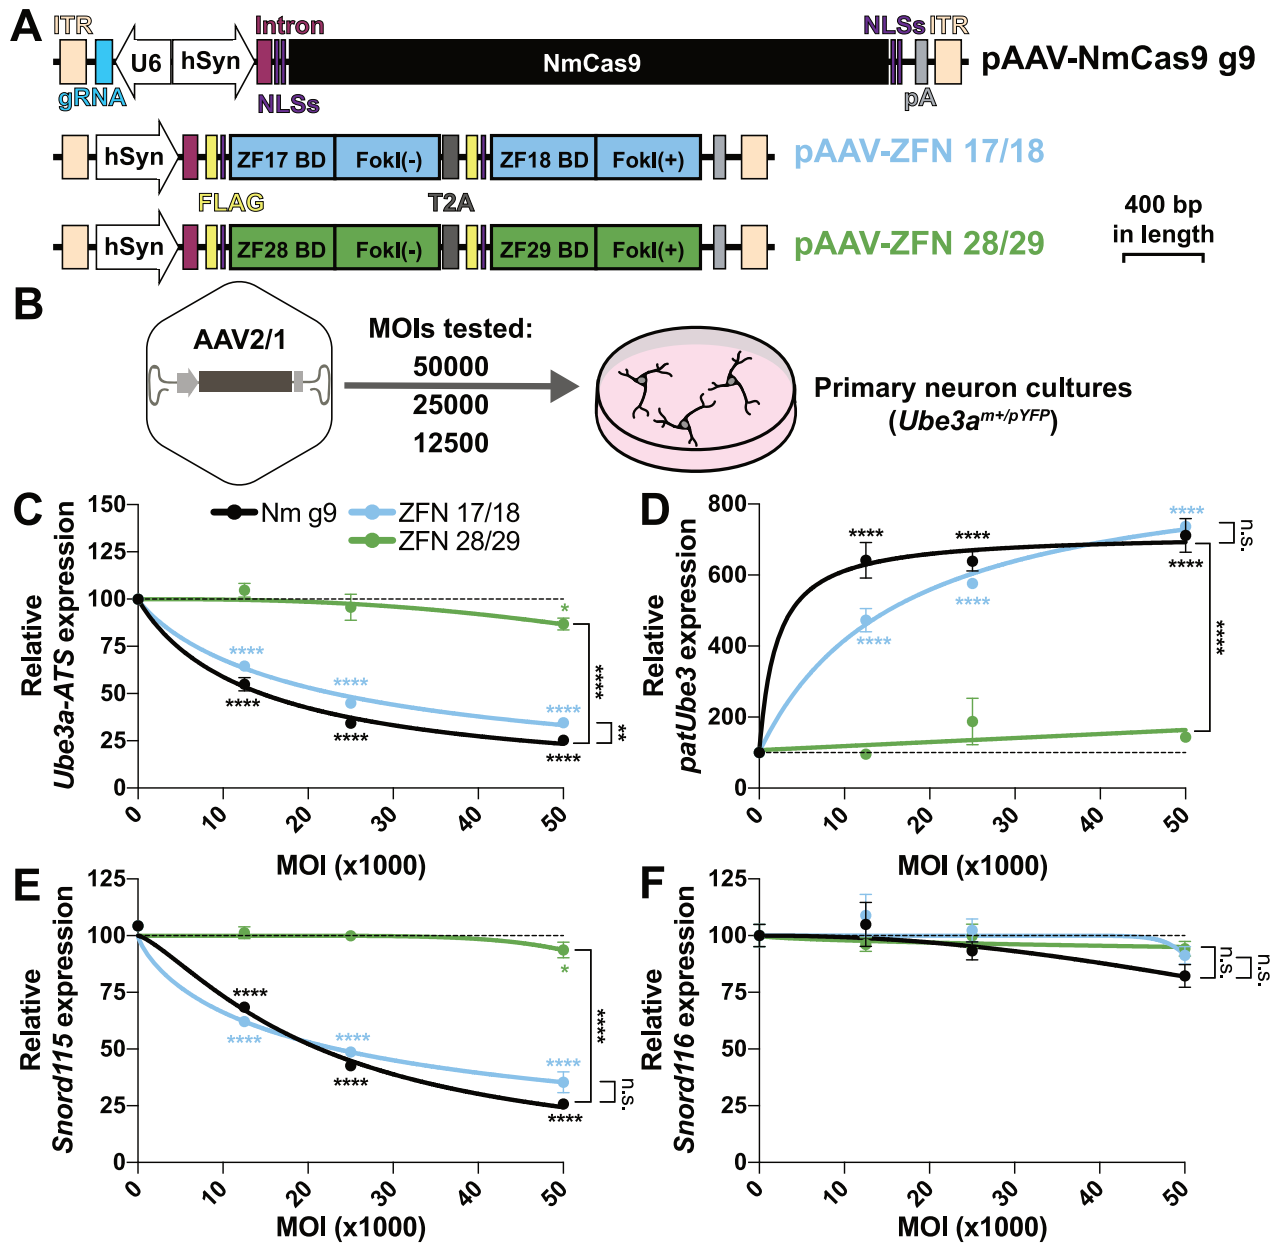 A
ITR
Intron
NLSs
ITR
U6
hSyn
NmCas9
pAAV-NmCas9 g9
gRNA
NLSs
pA
hSyn
ZF17 BD
FokI(-)
ZF18 BD
FokI(+)
pAAV-ZFN 17/18
FLAG
T2A
400 bp
in length
hSyn
ZF28 BD
FokI(-)
ZF29 BD
FokI(+)
pAAV-ZFN 28/29
B
AAV2/1
MOIs tested:
50000
25000
12500
Primary neuron cultures
(Ube3a^m+/pYFP)
C
Nm g9
ZFN 17/18
ZFN 28/29
Relative
Ube3a-ATS expression
150
125
100
75
50
25
0
*
****
****
****
****
****
****
****
**
0
10
20
30
40
50
MOI (x1000)
D
Relative
patUbe3 expression
800
600
400
200
0
****
****
****
****
****
****
n.s.
****
0
10
20
30
40
50
MOI (x1000)
E
Relative
Snord115 expression
125
100
75
50
25
0
*
****
****
****
****
****
****
****
n.s.
0
10
20
30
40
50
MOI (x1000)
F
Relative
Snord116 expression
125
100
75
50
25
0
n.s.
n.s.
0
10
20
30
40
50
MOI (x1000)